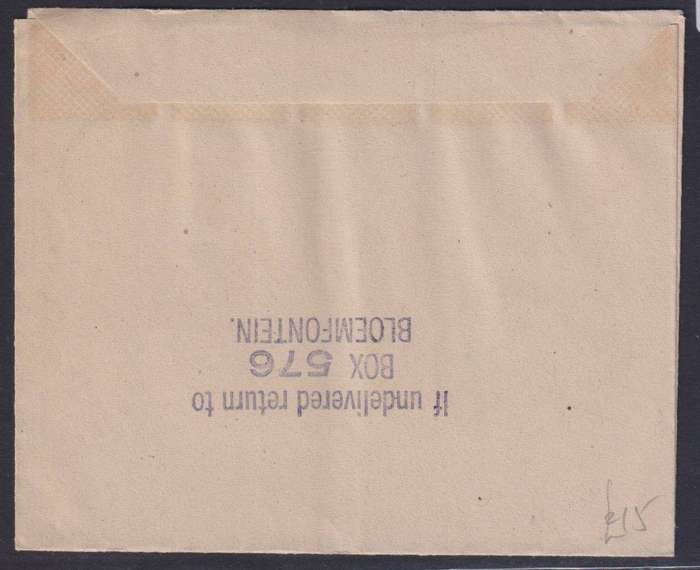 If undelivered return to
BOX 576
BLOEMFONTEIN.
£15